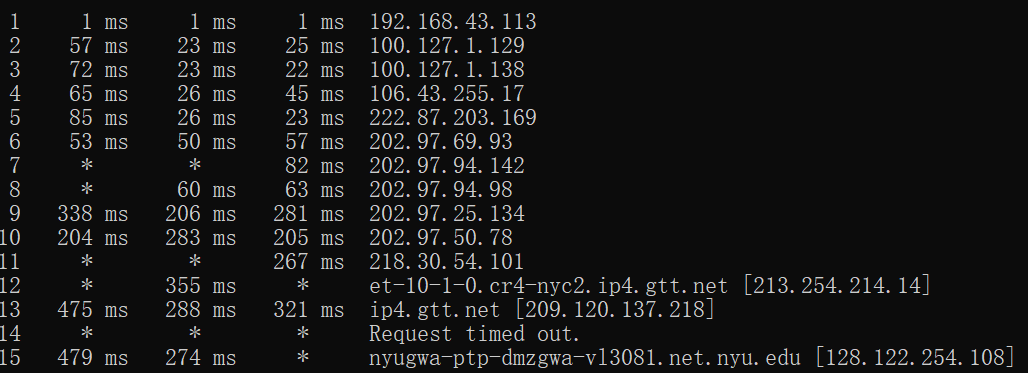 1 1 ms 1 ms 1 ms 192.168.43.113
2 57 ms 23 ms 25 ms 100.127.1.129
3 72 ms 23 ms 22 ms 100.127.1.138
4 65 ms 26 ms 45 ms 106.43.255.17
5 85 ms 26 ms 23 ms 222.87.203.169
6 53 ms 50 ms 57 ms 202.97.69.93
7 * * 82 ms 202.97.94.142
8 * 60 ms 63 ms 202.97.94.98
9 338 ms 206 ms 281 ms 202.97.25.134
10 204 ms 283 ms 205 ms 202.97.50.78
11 * * 267 ms 218.30.54.101
12 * 355 ms * et-10-1-0.cr4-nyc2.ip4.gtt.net [213.254.214.14]
13 475 ms 288 ms 321 ms ip4.gtt.net [209.120.137.218]
14 * * * Request timed out.
15 479 ms 274 ms * nyugwa-ptp-dmzgwa-vl3081.net.nyu.edu [128.122.254.108]